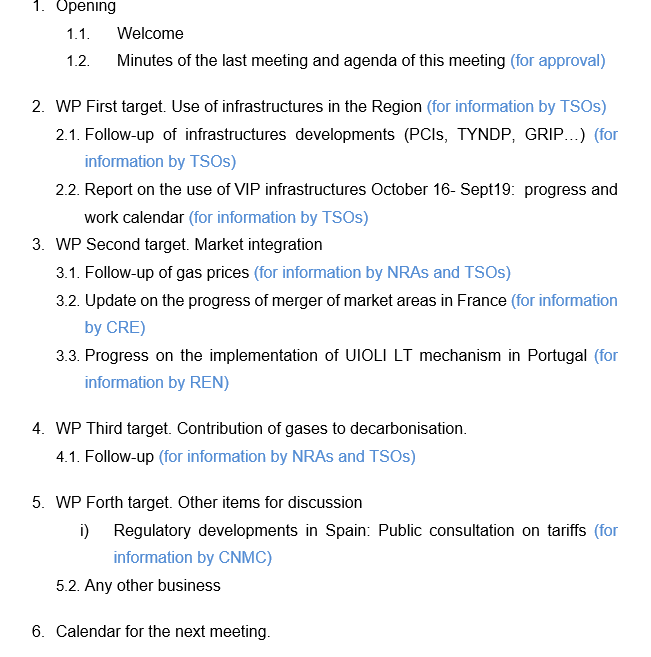 1. Opening
1.1. Welcome
1.2. Minutes of the last meeting and agenda of this meeting (for approval)
2. WP First target. Use of infrastructures in the Region (for information by TSOs)
2.1. Follow-up of infrastructures developments (PCIs, TYNDP, GRIP...) (for
information by TSOs)
2.2. Report on the use of VIP infrastructures October 16- Sept19: progress and
work calendar (for information by TSOs)
3. WP Second target. Market integration
3.1. Follow-up of gas prices (for information by NRAs and TSOs)
3.2. Update on the progress of merger of market areas in France (for information
by CRE)
3.3. Progress on the implementation of UIOLI LT mechanism in Portugal (for
information by REN)
4. WP Third target. Contribution of gases to decarbonisation.
4.1. Follow-up (for information by NRAs and TSOs)
5. WP Forth target. Other items for discussion
i) Regulatory developments in Spain: Public consultation on tariffs (for
information by CNMC)
5.2. Any other business
6. Calendar for the next meeting.